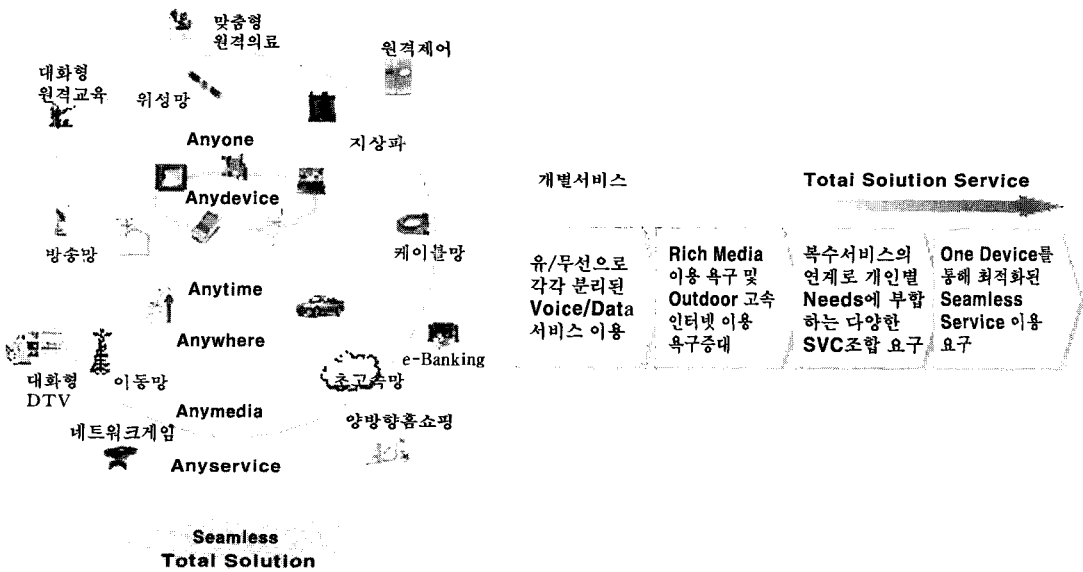 맞춤형
원격의료
원격제어
대화형
원격교육
위성망
Anyone
지상파
Anydevice
방송망
케이블망
Anytime
Anywhere
e-Banking
대화형
DTV
이동망
초고속망
Anymedia
양방향홈쇼핑
네트워크게임
Anyservice
Seamless
Total Solution
개별서비스
Total Solution Service
유/무선으로
각각 분리된
Voice/Data
서비스 이용
Rich Media
이용 욕구 및
Outdoor 고속
인터넷 이용
욕구증대
복수서비스의
연계로 개인별
Needs에 부합
하는 다양한
SVC조합 요구
One Device를
통해 최적화된
Seamless
Service 이용
요구